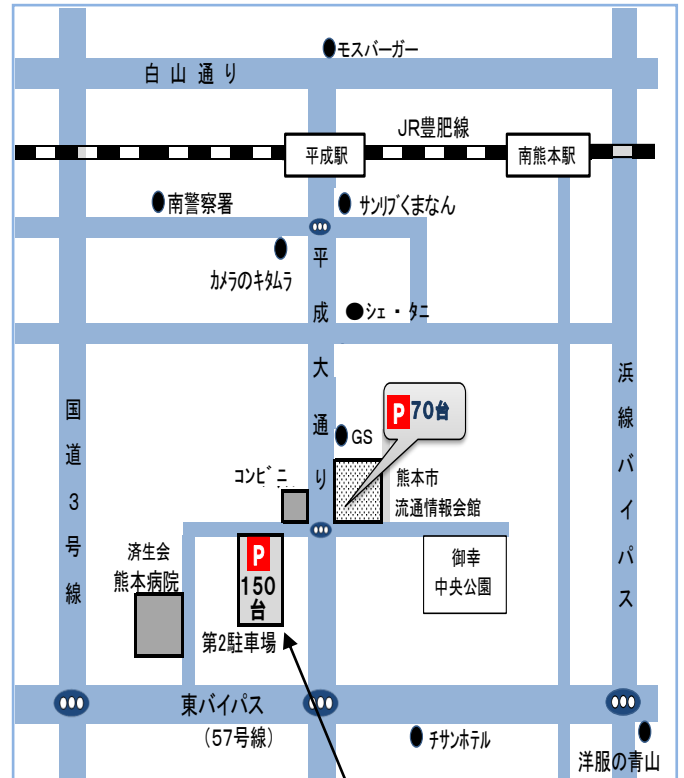 モスバーガー
白山通り
JR豊肥線
平成駅
南熊本駅
南警察署
サンリブくまなん
カメラのキタムラ
平成大通り
シェ・タニ
国道3号線
浜線バイパス
P 70台
GS
コンビニ
熊本市
流通情報会館
済生会
熊本病院
P
150
台
第2駐車場
御幸
中央公園
東バイパス
(57号線)
チサンホテル
洋服の青山